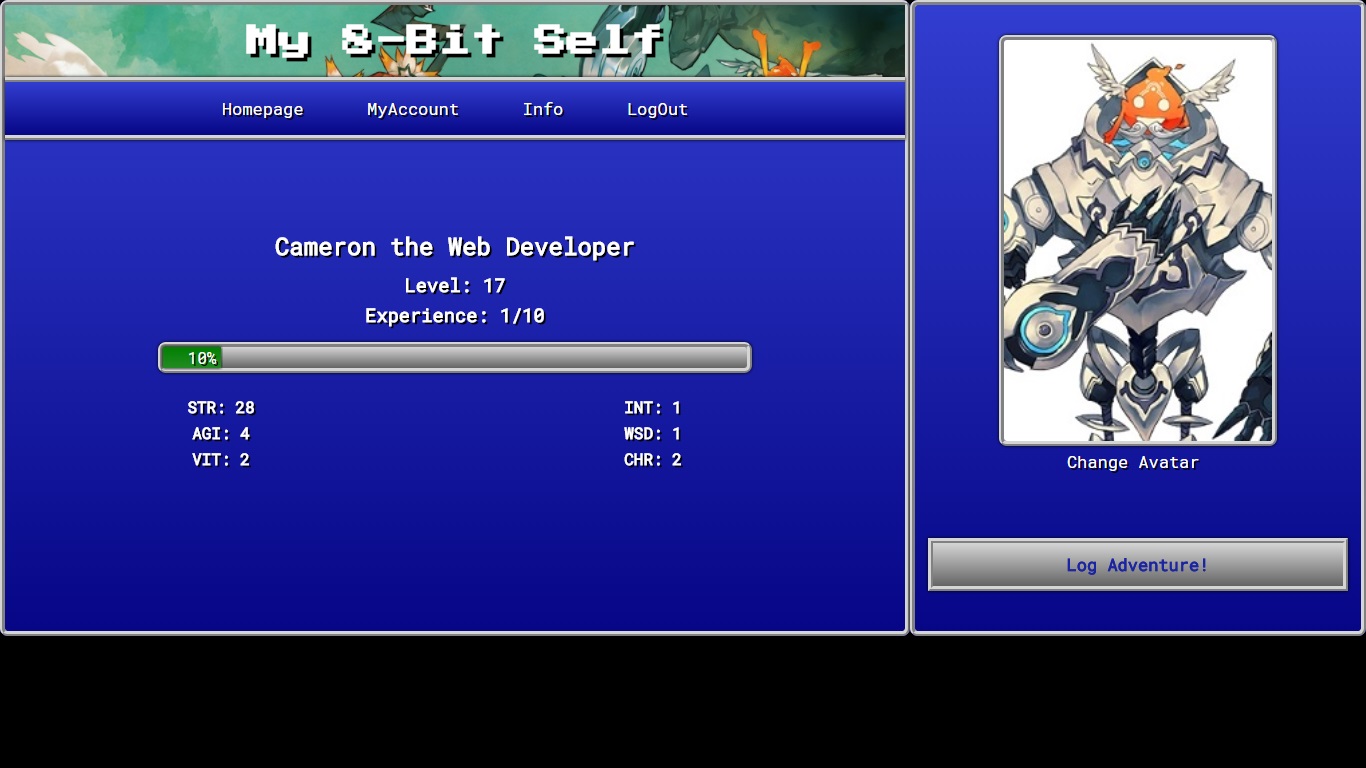 My 8-Bit Self
Homepage MyAccount Info LogOut
Cameron the Web Developer
Level: 17
Experience: 1/10
10%
STR: 28 INT: 1
AGI: 4 WSD: 1
VIT: 2 CHR: 2
Change Avatar
Log Adventure!